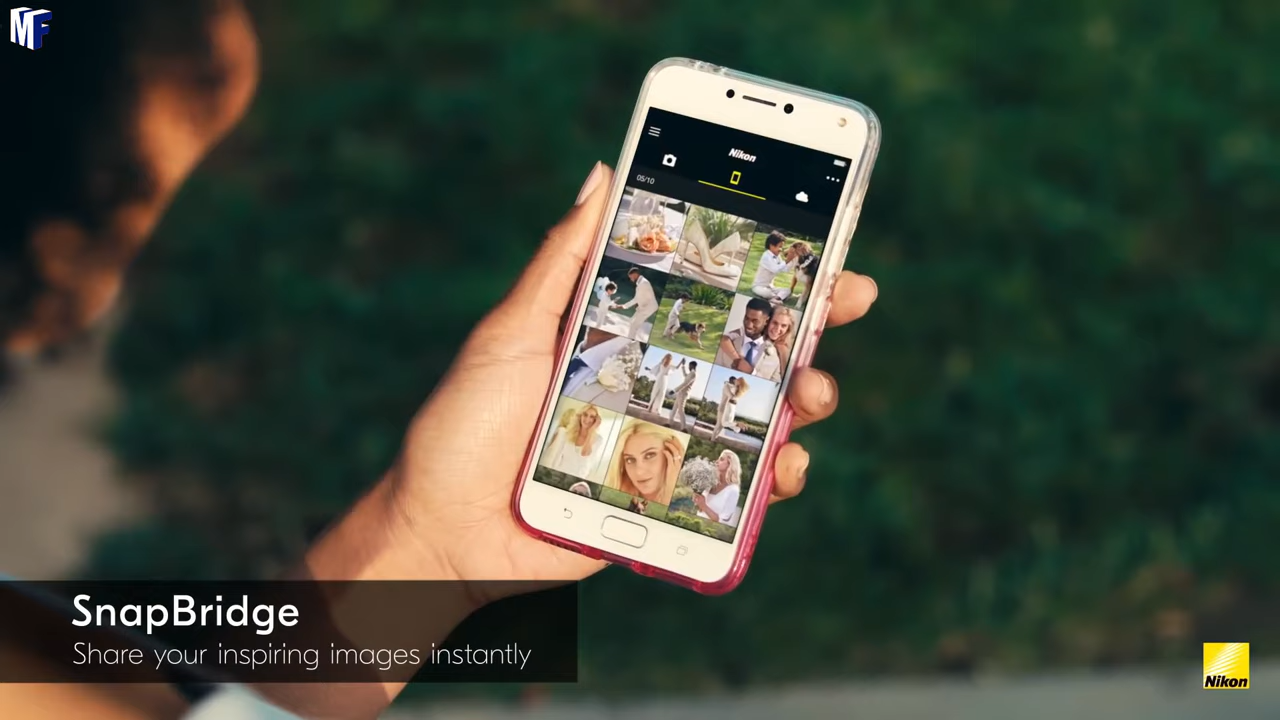 MF
Nikon
05/10
SnapBridge
Share your inspiring images instantly
Nikon